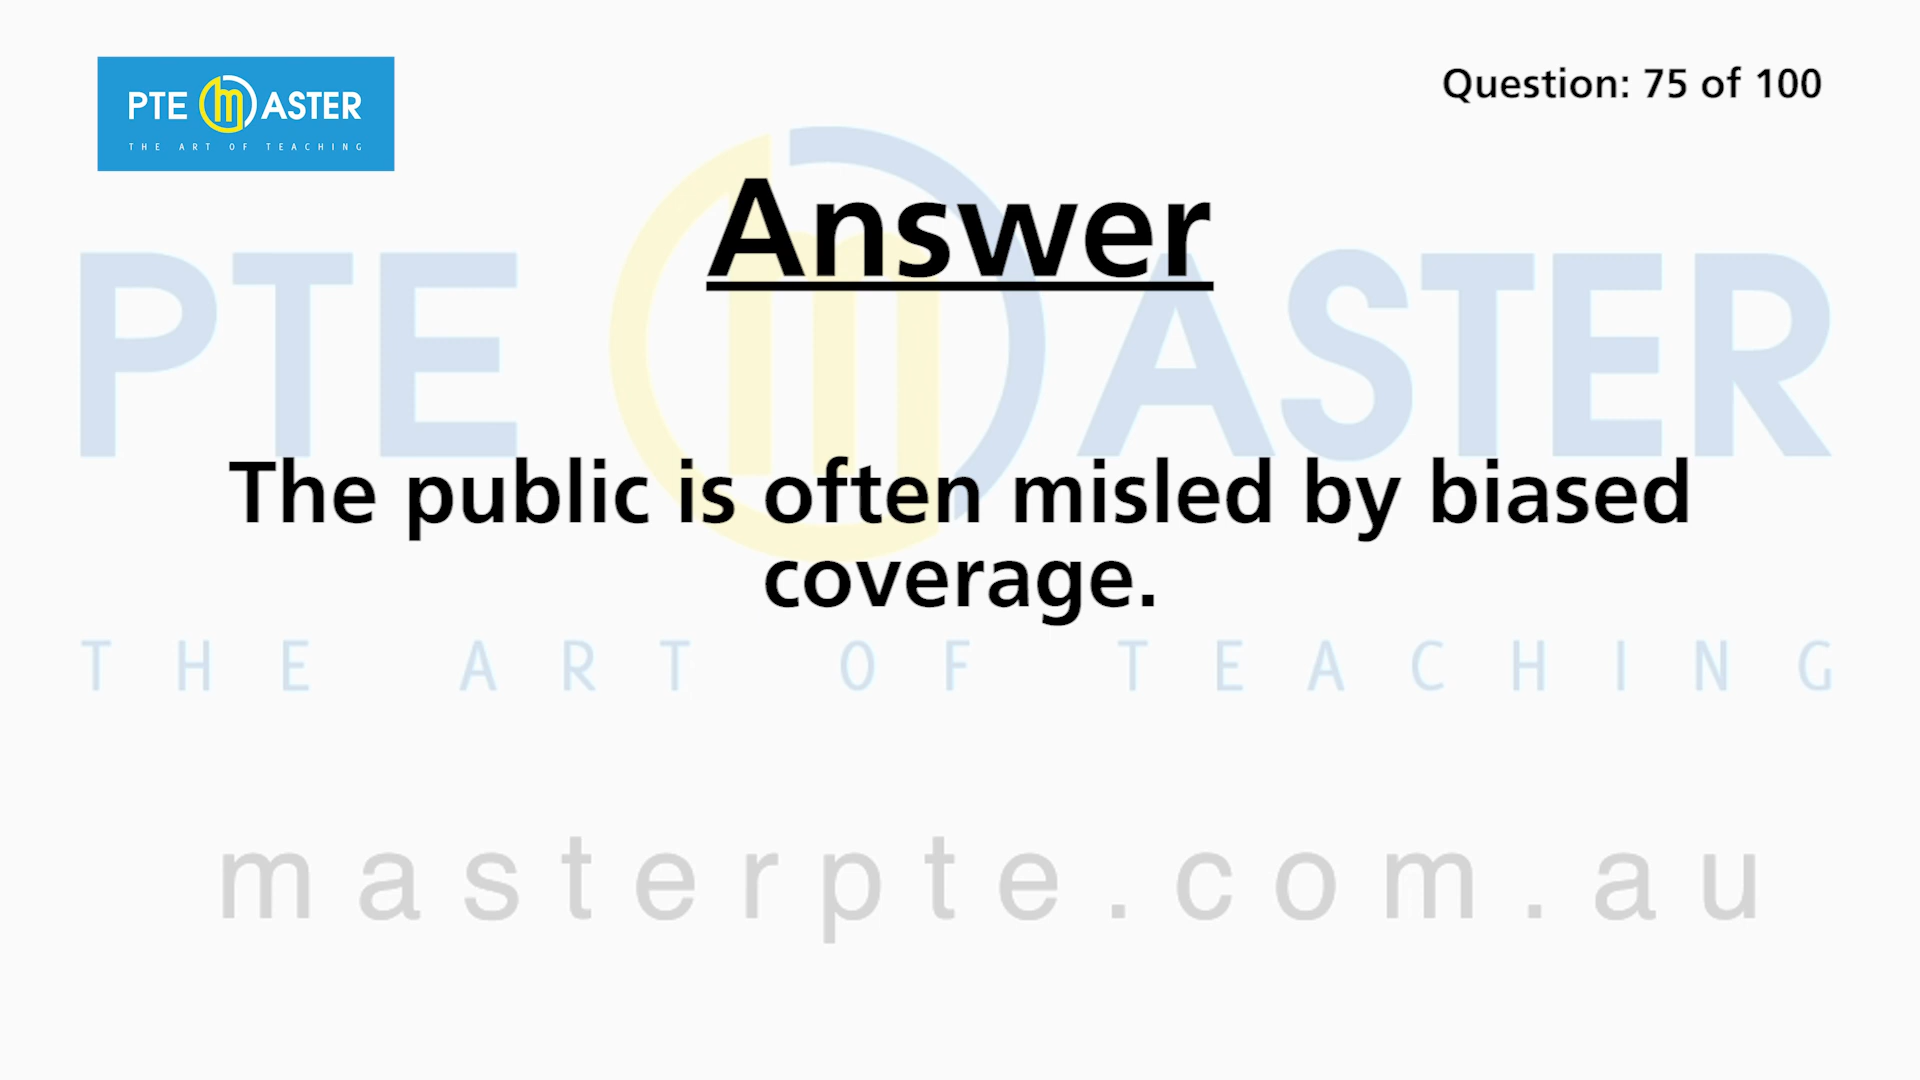 PTE MASTER
THE ART OF TEACHING
Question: 75 of 100
Answer
PTE MASTER
The public is often misled by biased
coverage.
THE ART OF TEACHING
masterpte.com.au